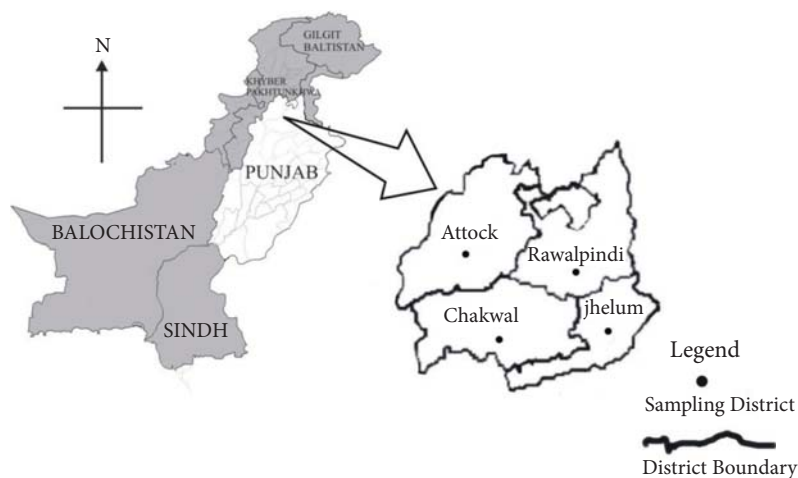 N
GILGIT
BALTISTAN
KHYBER
PAKHTUNKHWA
PUNJAB
BALOCHISTAN
SINDH
Attock
Rawalpindi
Chakwal
jhelum
Legend
Sampling District
District Boundary